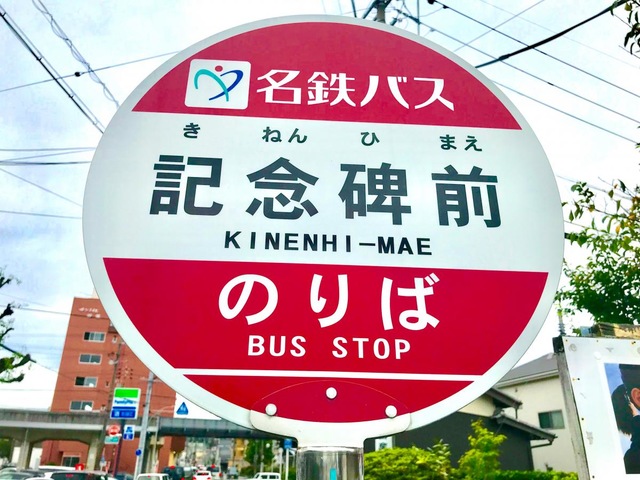 名鉄バス
き ねん ひ まえ
記念碑前
KINENHI-MAE
のりば
BUS STOP